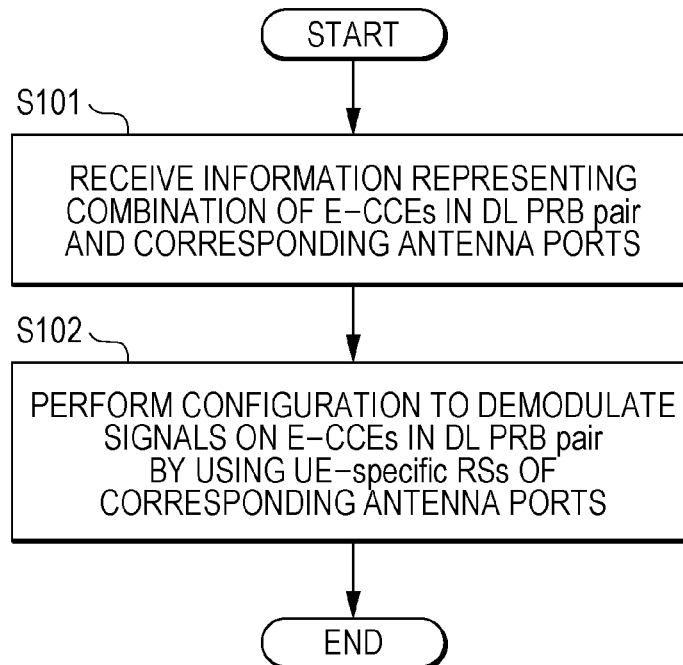 START
S101
RECEIVE INFORMATION REPRESENTING
COMBINATION OF E-CCEs IN DL PRB pair
AND CORRESPONDING ANTENNA PORTS
S102
PERFORM CONFIGURATION TO DEMODULATE
SIGNALS ON E-CCEs IN DL PRB pair
BY USING UE-specific RSs OF
CORRESPONDING ANTENNA PORTS
END